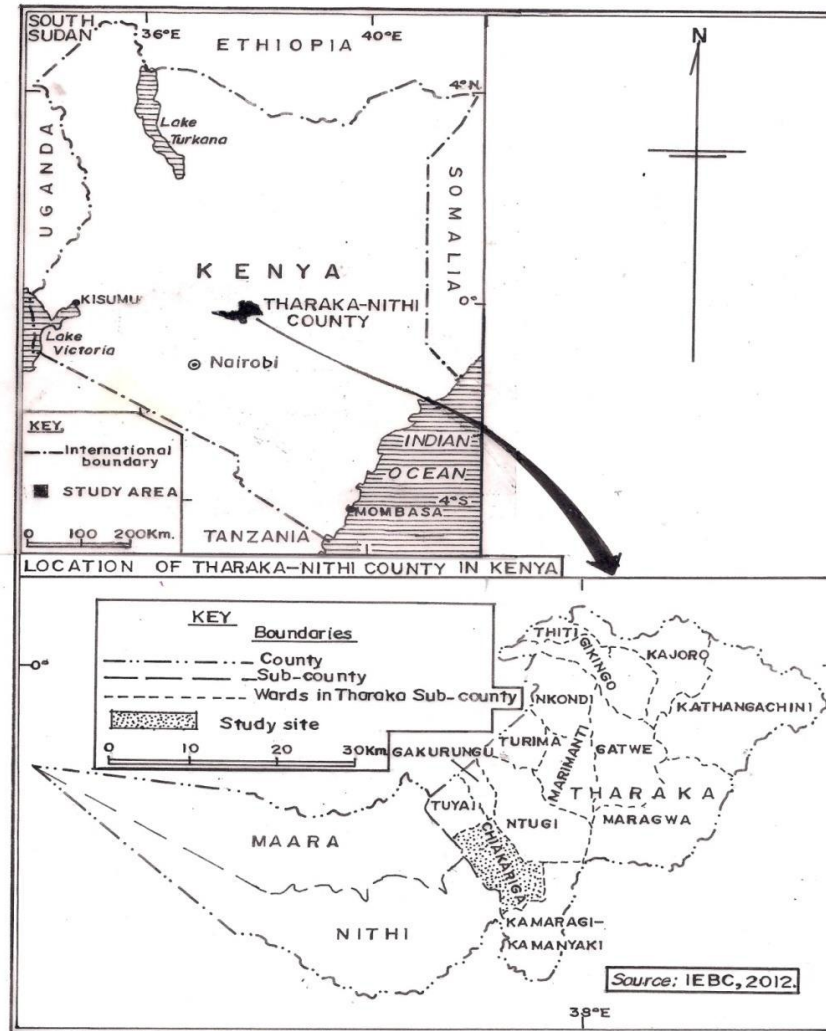 SOUTH
SUDAN
36°E
ETHIOPIA
40°E
N
4°N
Lake
Turkana
UGANDA
SOMALIA
KENYA
0°
KISUMU
THARAKA-NITHI
COUNTY
Lake
Victoria
Nairobi
KEY
International
boundary
STUDY AREA
0 100 200Km.
INDIAN
OCEAN
4°S
MOMBASA
TANZANIA
LOCATION OF THARAKA-NITHI COUNTY IN KENYA
KEY
Boundaries
County
Sub-county
Wards in Tharaka Sub-county
Study site
0 10 20 30Km
0°
THITI
GIKINGO
KAJORO
NKONDI
KATHANGACHINI
GAKURUNGU
TURIMA
MARIMANTI
GATWE
THARAKA
TUYAI
NTUGI
MARAGWA
MAARA
CHIAKARIGA
NITHI
KAMARAGI-
KAMANYAKI
Source: IEBC, 2012.
38°E